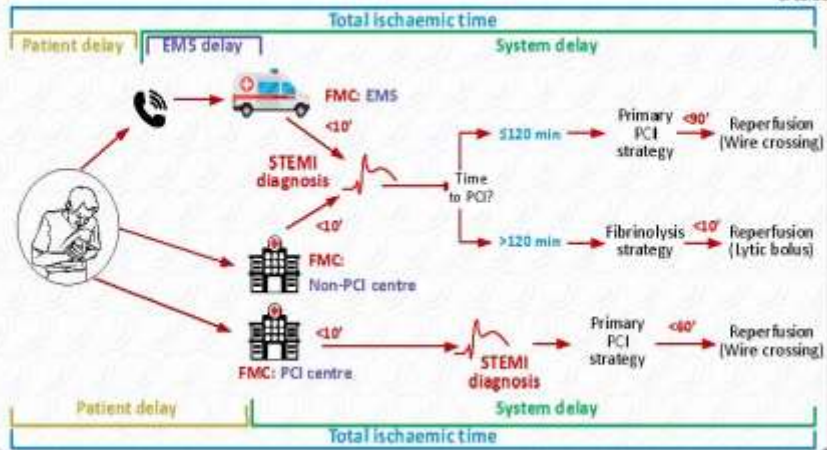 Total ischaemic time
Patient delay
EMS delay
System delay
FMC: EMS
<10'
STEMI
diagnosis
<10'
FMC:
Non-PCI centre
Time
to PCI?
≤120 min
Primary
PCI
strategy
<90'
Reperfusion
(Wire crossing)
>120 min
Fibrinolysis
strategy
<10'
Reperfusion
(Lytic bolus)
<10'
FMC: PCI centre
STEMI
diagnosis
Primary
PCI
strategy
<60'
Reperfusion
(Wire crossing)
Patient delay
System delay
Total ischaemic time